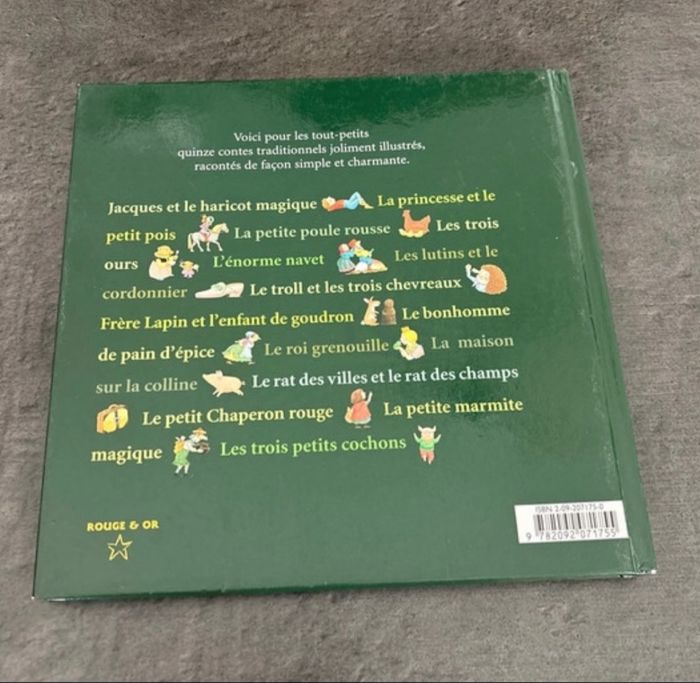 Voici pour les tout-petits
quinze contes traditionnels joliment illustrés,
racontés de façon simple et charmante.
Jacques et le haricot magique La princesse et le
petit pois La petite poule rousse Les trois
ours L'énorme navet Les lutins et le
cordonnier Le troll et les trois chevreaux
Frère Lapin et l'enfant de goudron Le bonhomme
de pain d'épice Le roi grenouille La maison
sur la colline Le rat des villes et le rat des champs
Le petit Chaperon rouge La petite marmite
magique Les trois petits cochons
ROUGE & OR
ISBN 2-09-207175-0
9 782092 071755